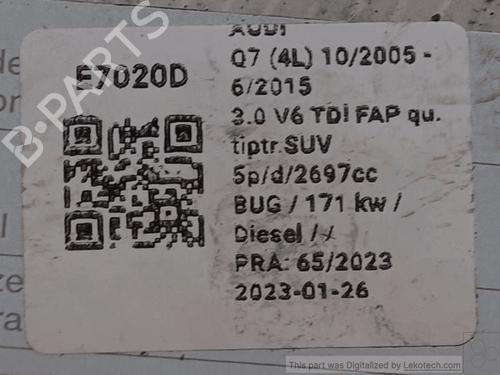 AUDI
E7020D
Q7 (4L) 10/2005 -
6/2015
3.0 V6 TDİ FAP qu.
tiptr.SUV
5p/d/2697cc
BUG / 171 kw /
Diesel / /
PRA: 65/2023
2023-01-26
B-PARTS
This part was Digitalized by Lekotech.com